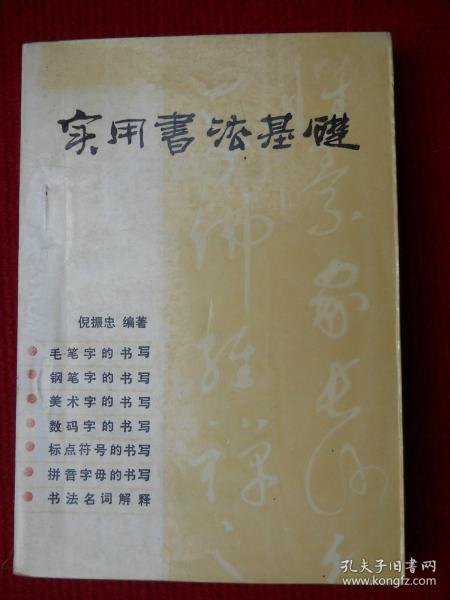 实用書法基礎
倪振忠 编著
毛笔字的书写
钢笔字的书写
美术字的书写
数码字的书写
标点符号的书写
拼音字母的书写
书法名词解释
孔夫子旧书网
www.kongfz.com